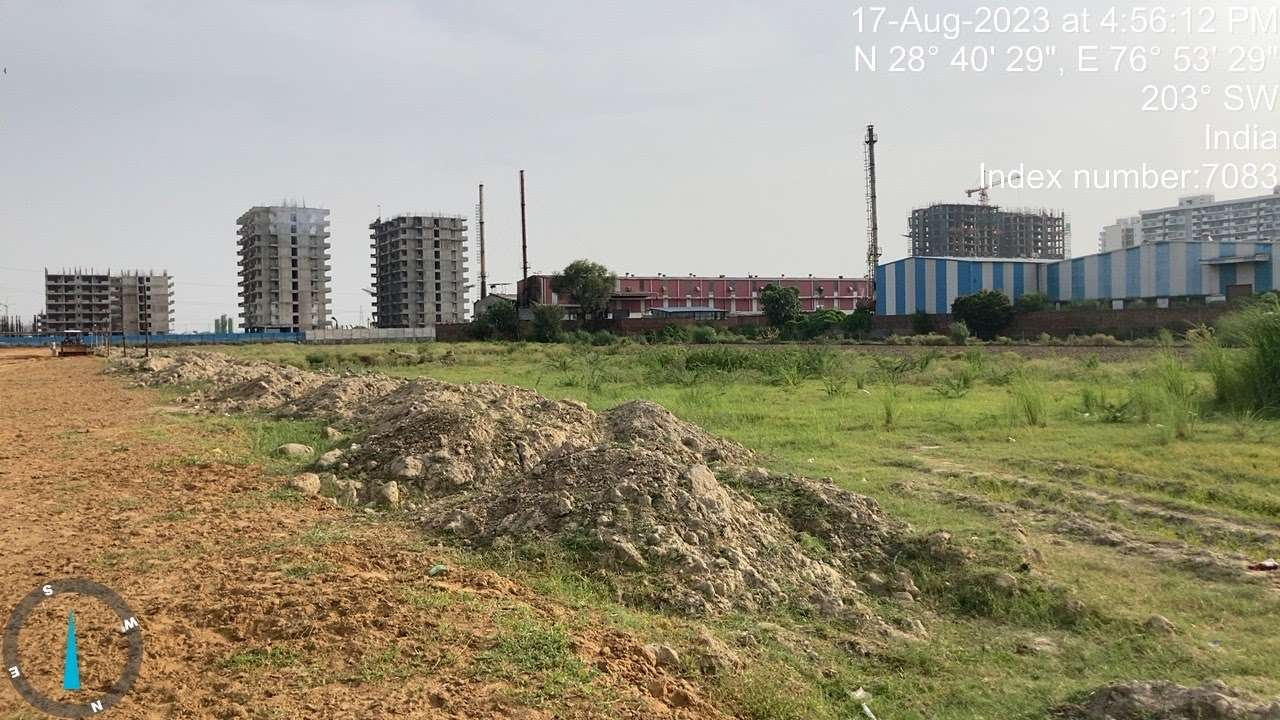 17-Aug-2023 at 4:56:12 PM
N 28° 40' 29", E 76° 53' 29"
203° SW
India
Index number:7083
S
W
E
N